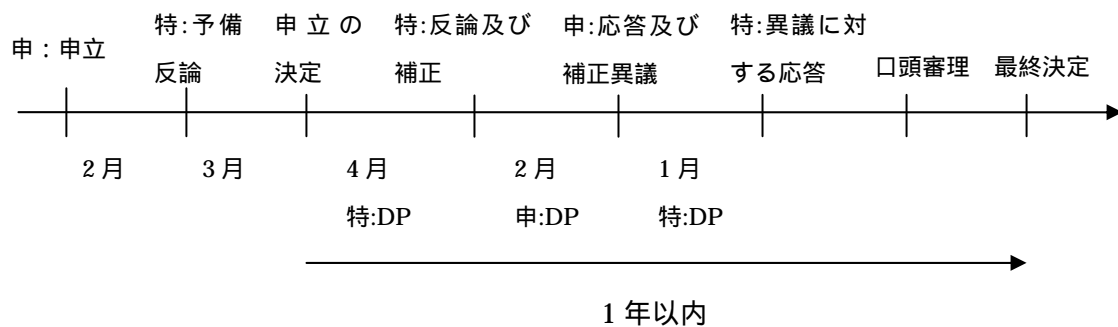 申：申立
特:予備
反論
申立の
決定
特:反論及び
補正
申:応答及び
補正異議
特:異議に対
する応答
口頭審理
最終決定
2月
3月
4月
2月
1月
特:DP
申:DP
特:DP
1年以内